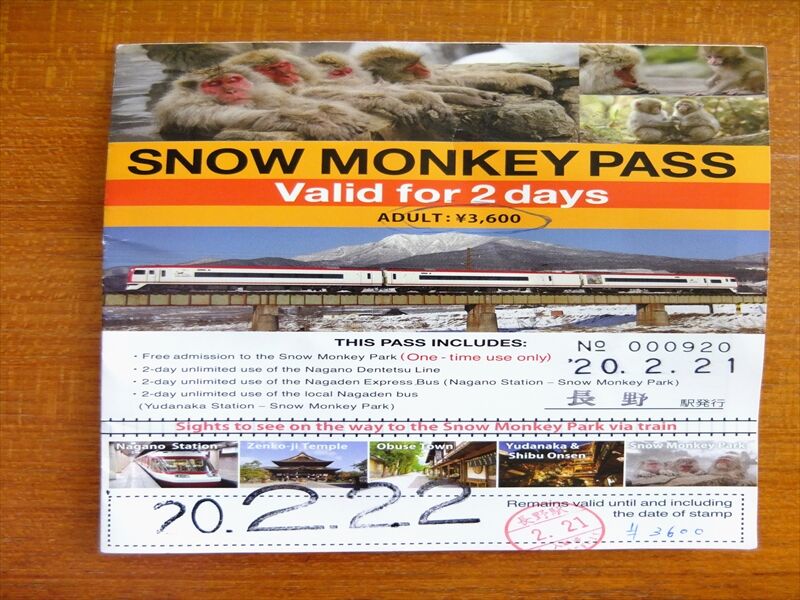 SNOW MONKEY PASS
Valid for 2 days
ADULT : ¥3,600
THIS PASS INCLUDES:
· Free admission to the Snow Monkey Park (One - time use only)
· 2-day unlimited use of the Nagano Dentetsu Line
· 2-day unlimited use of the Nagaden Express Bus (Nagano Station – Snow Monkey Park)
· 2-day unlimited use of the local Nagaden bus
(Yudanaka Station – Snow Monkey Park)
No 000920
'20. 2. 21
長野 駅発行
Sights to see on the way to the Snow Monkey Park via train
Nagano Station
Zenko-ji Temple
Obuse Town
Yudanaka &
Shibu Onsen
Snow Monkey Park
20. 2. 2 2
Remains valid until and including
the date of stamp
長野駅
2. 21
# 3600